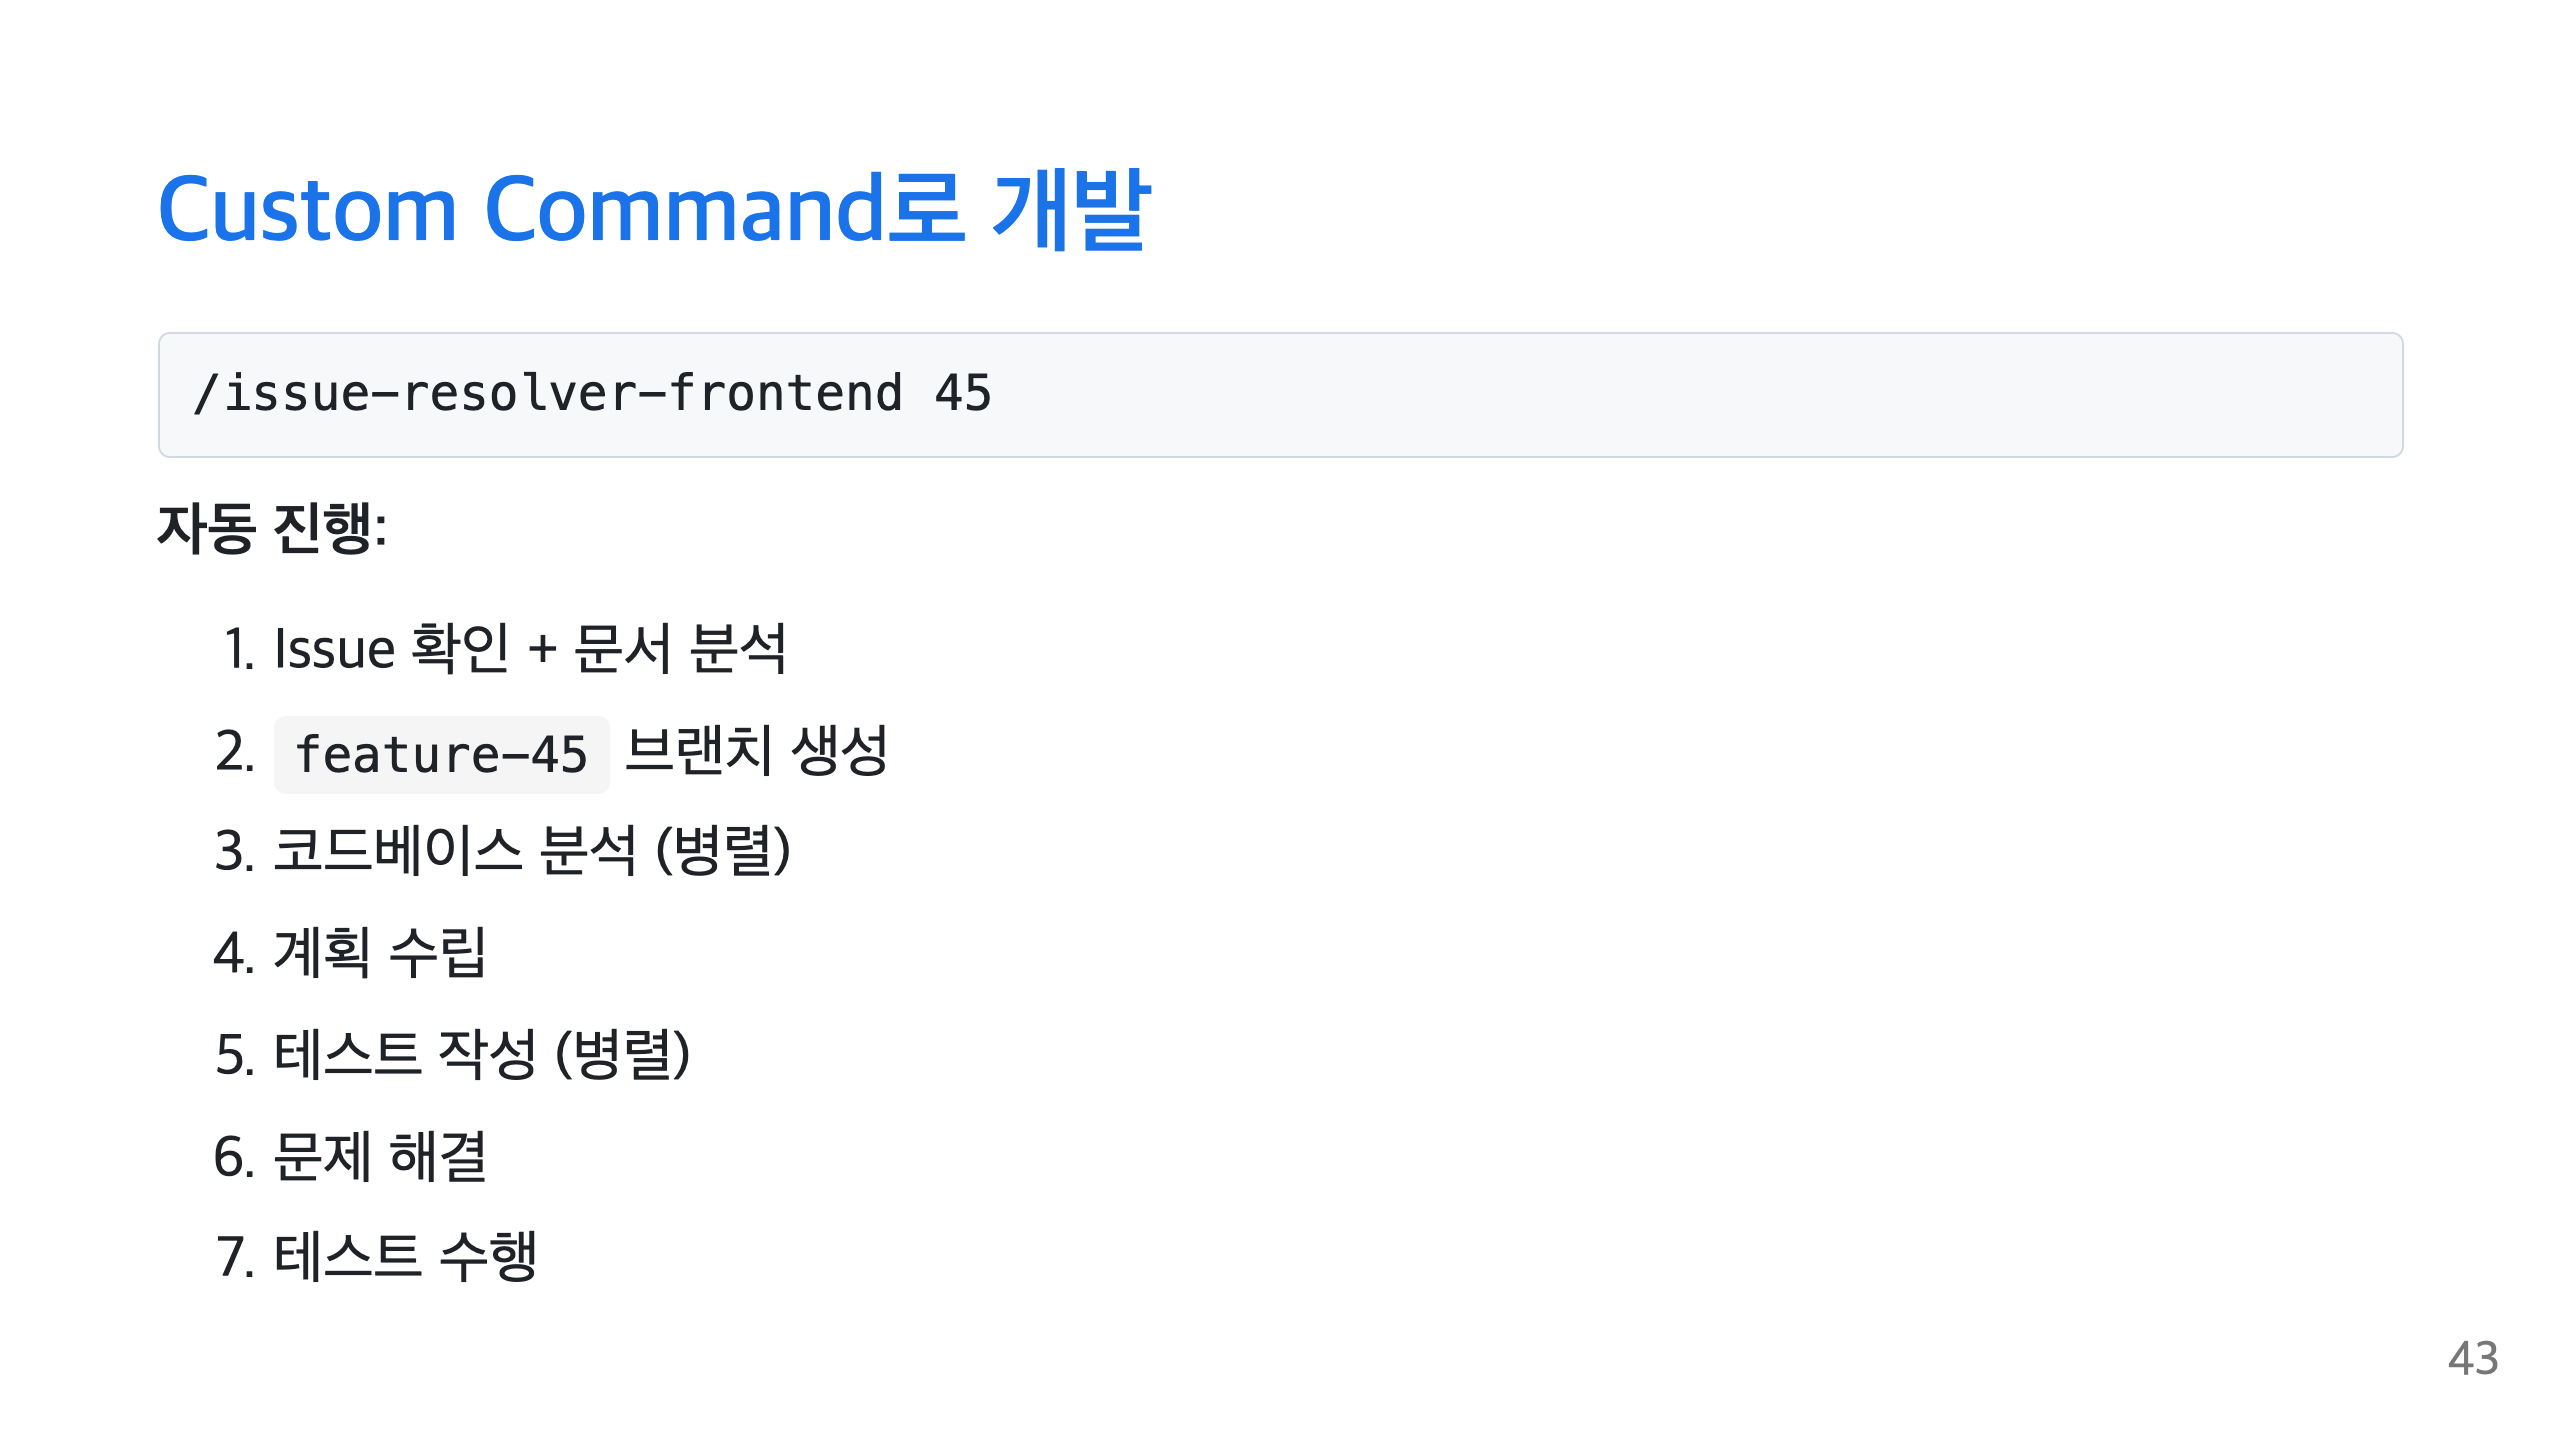 Custom Command로 개발
/issue-resolver-frontend 45
자동 진행:
1. Issue 확인 + 문서 분석
2. feature-45 브랜치 생성
3. 코드베이스 분석 (병렬)
4. 계획 수립
5. 테스트 작성 (병렬)
6. 문제 해결
7. 테스트 수행
43